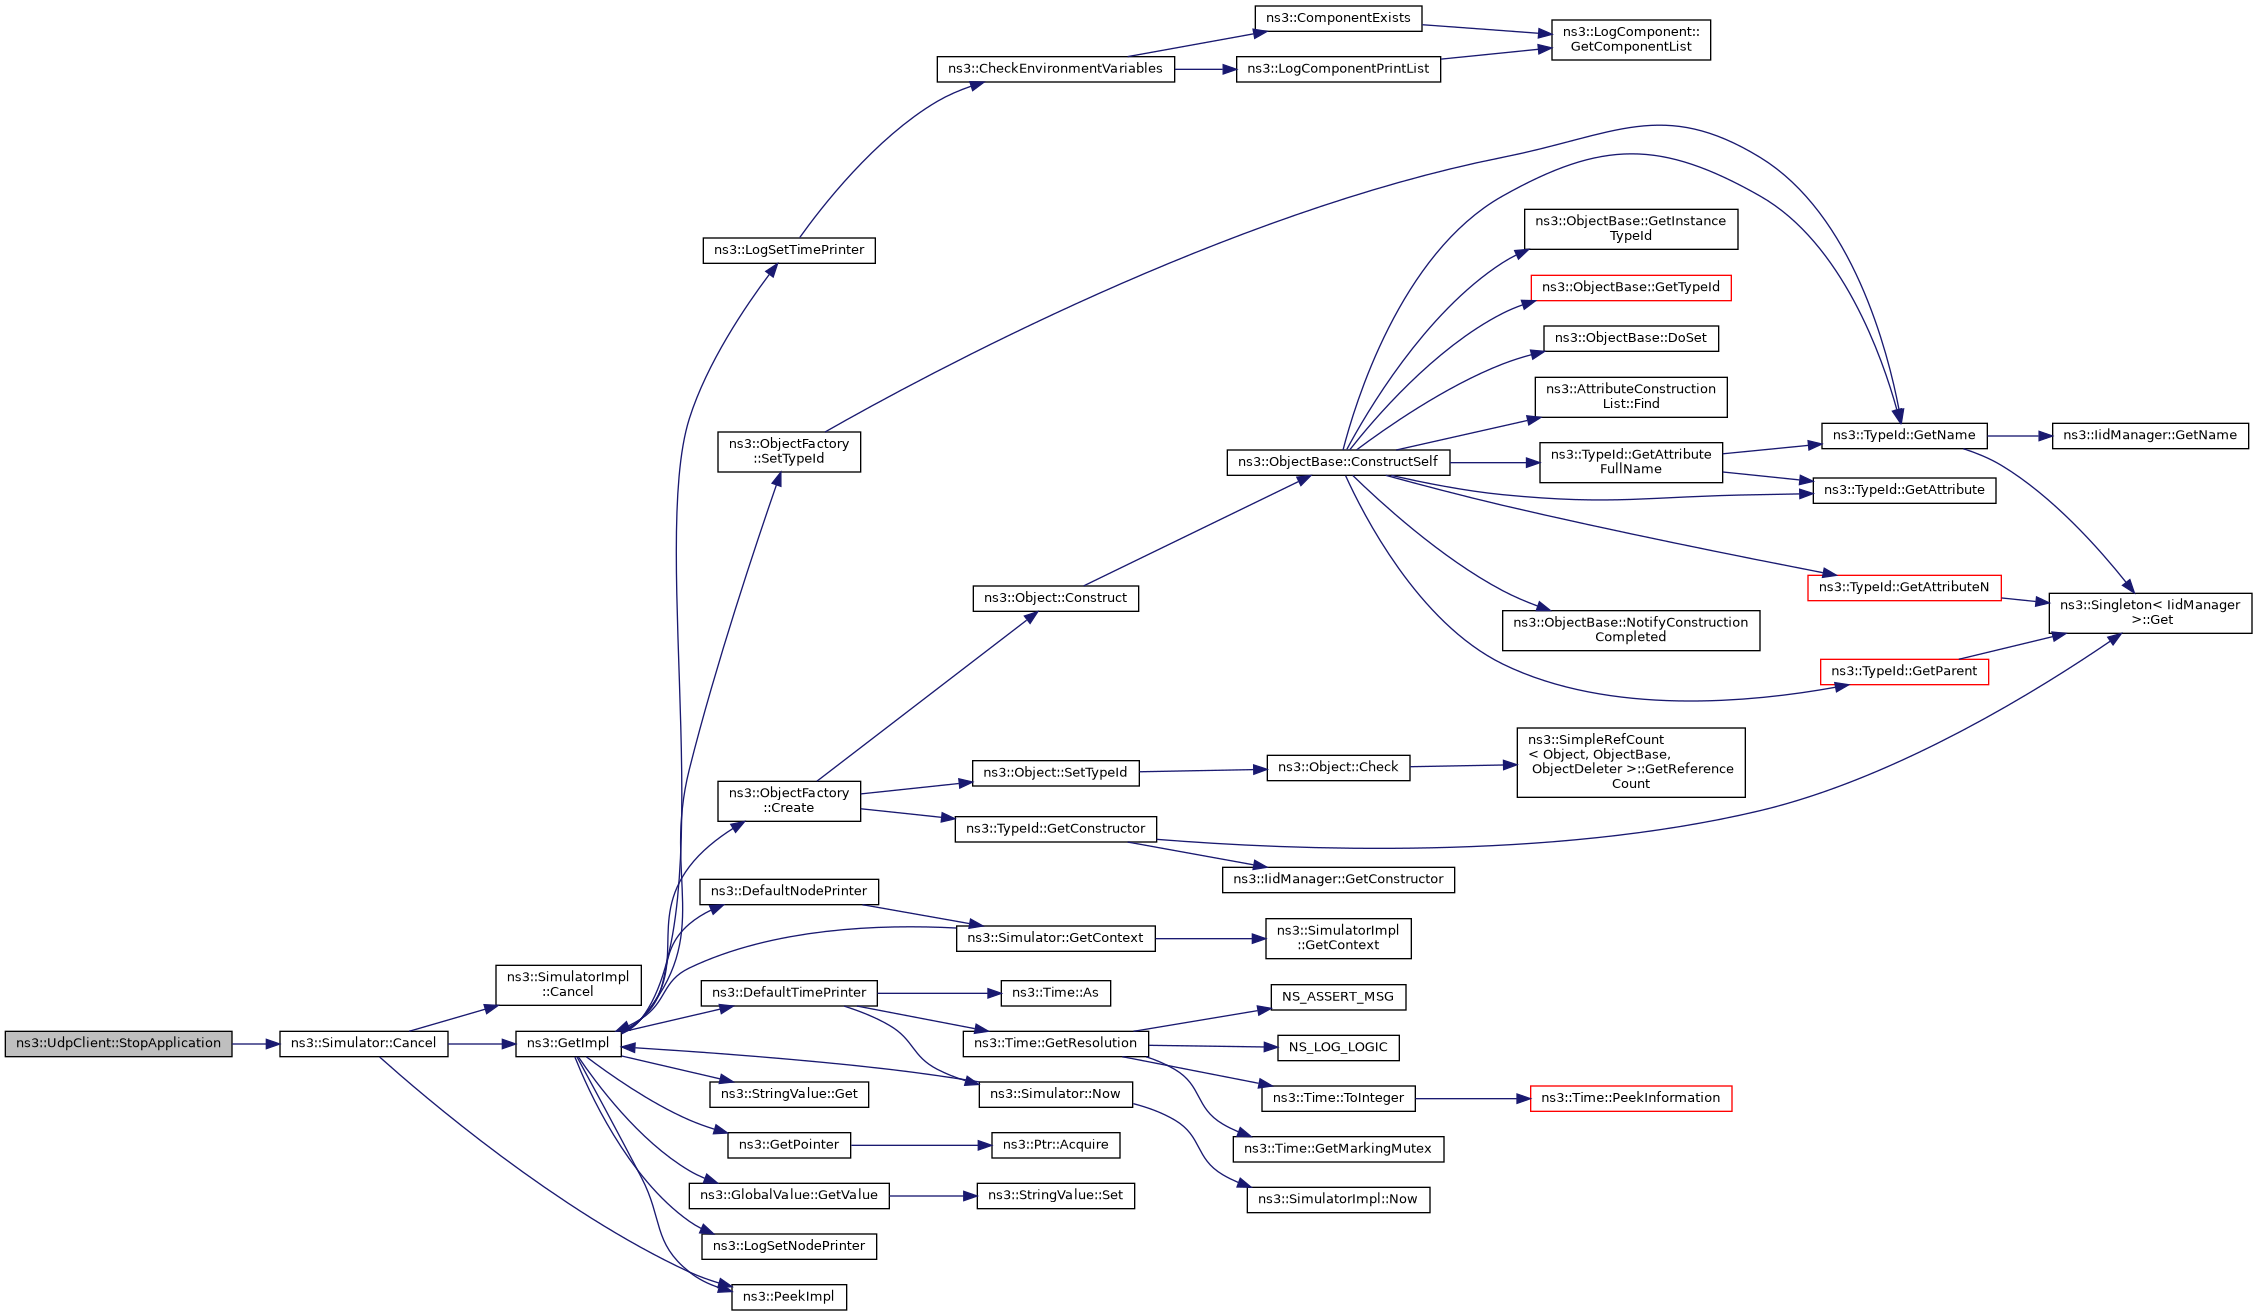 ns3::UdpClient::StopApplication
ns3::Simulator::Cancel
ns3::SimulatorImpl
::Cancel
ns3::GetImpl
ns3::LogSetTimePrinter
ns3::ObjectFactory
::SetTypeId
ns3::ObjectFactory
::Create
ns3::DefaultNodePrinter
ns3::DefaultTimePrinter
ns3::StringValue::Get
ns3::GetPointer
ns3::GlobalValue::GetValue
ns3::LogSetNodePrinter
ns3::PeekImpl
ns3::CheckEnvironmentVariables
ns3::Object::Construct
ns3::Object::SetTypeId
ns3::TypeId::GetConstructor
ns3::Simulator::GetContext
ns3::Time::As
ns3::Time::GetResolution
ns3::Simulator::Now
ns3::Ptr::Acquire
ns3::StringValue::Set
ns3::ComponentExists
ns3::LogComponentPrintList
ns3::ObjectBase::ConstructSelf
ns3::Object::Check
ns3::IidManager::GetConstructor
ns3::SimulatorImpl
::GetContext
NS_ASSERT_MSG
NS_LOG_LOGIC
ns3::Time::ToInteger
ns3::Time::GetMarkingMutex
ns3::SimulatorImpl::Now
ns3::LogComponent::
GetComponentList
ns3::ObjectBase::GetInstance
TypeId
ns3::ObjectBase::GetTypeId
ns3::ObjectBase::DoSet
ns3::AttributeConstruction
List::Find
ns3::TypeId::GetAttribute
FullName
ns3::ObjectBase::NotifyConstruction
Completed
ns3::SimpleRefCount
< Object, ObjectBase,
ObjectDeleter >::GetReference
Count
ns3::Time::PeekInformation
ns3::TypeId::GetName
ns3::TypeId::GetAttribute
ns3::TypeId::GetAttributeN
ns3::TypeId::GetParent
ns3::IidManager::GetName
ns3::Singleton< IidManager
>::Get